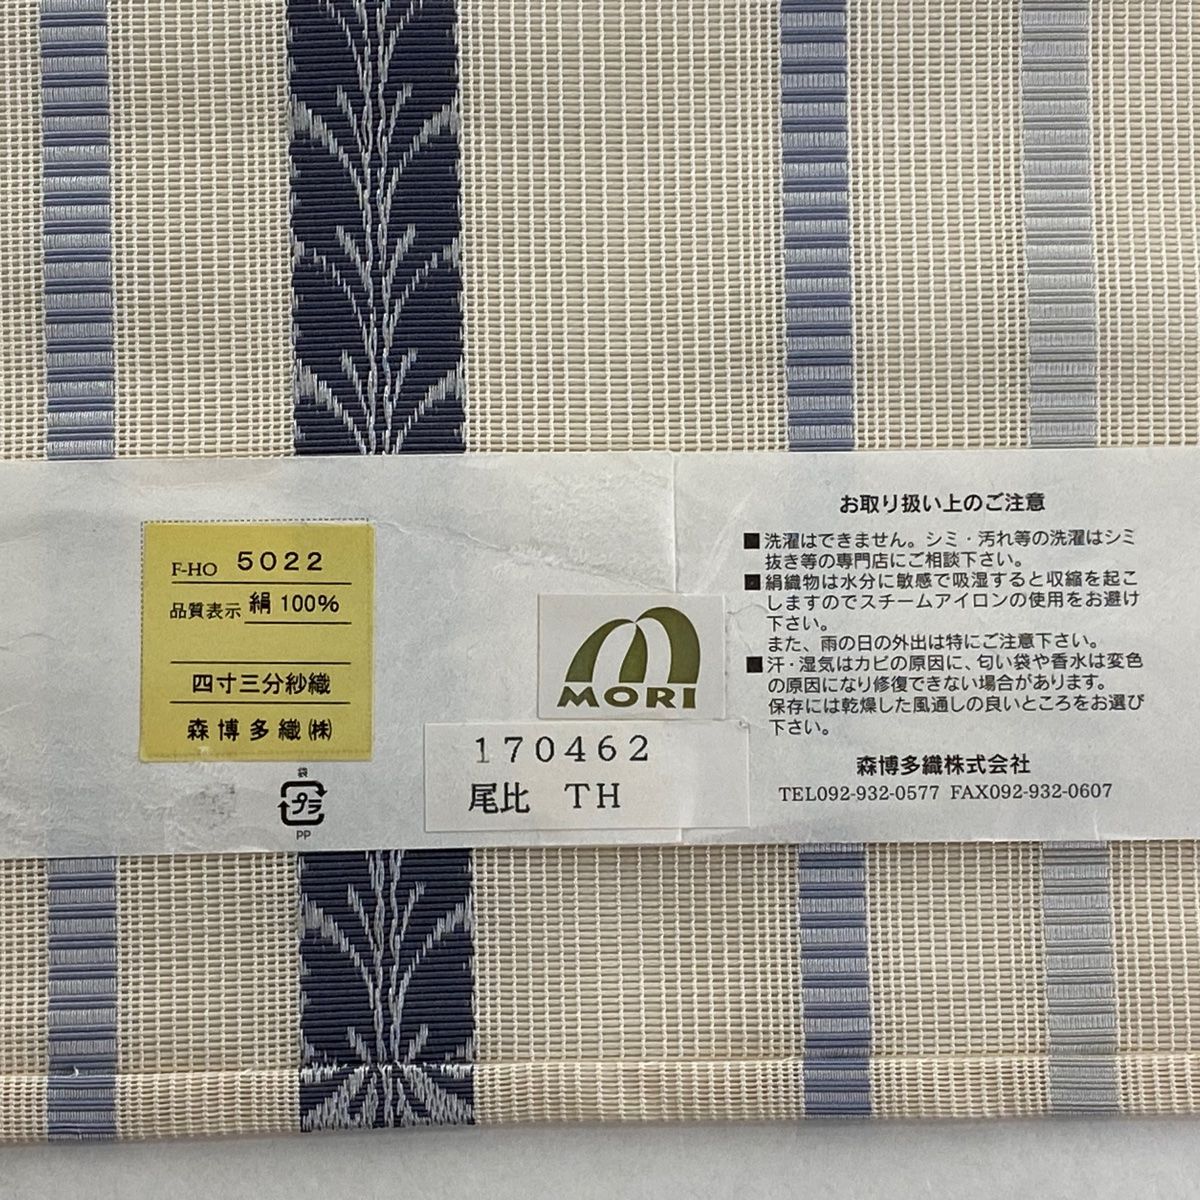 F-HO 5022
品質表示 絹100%
四寸三分紗織
森博多織㈱
袋
プラ
PP
MORI
170462
尾比 TH
お取り扱い上のご注意
■洗濯はできません。シミ・汚れ等の洗濯はシミ
抜き等の専門店にご相談下さい。
■絹織物は水分に敏感で吸湿すると収縮を起こ
しますのでスチームアイロンの使用をお避け
下さい。
また、雨の日の外出は特にご注意下さい。
■汗・湿気はカビの原因に、匂い袋や香水は変色
の原因になり修復できない場合があります。
保存には乾燥した風通しの良いところをお選び
下さい。
森博多織株式会社
TEL092-932-0577 FAX092-932-0607